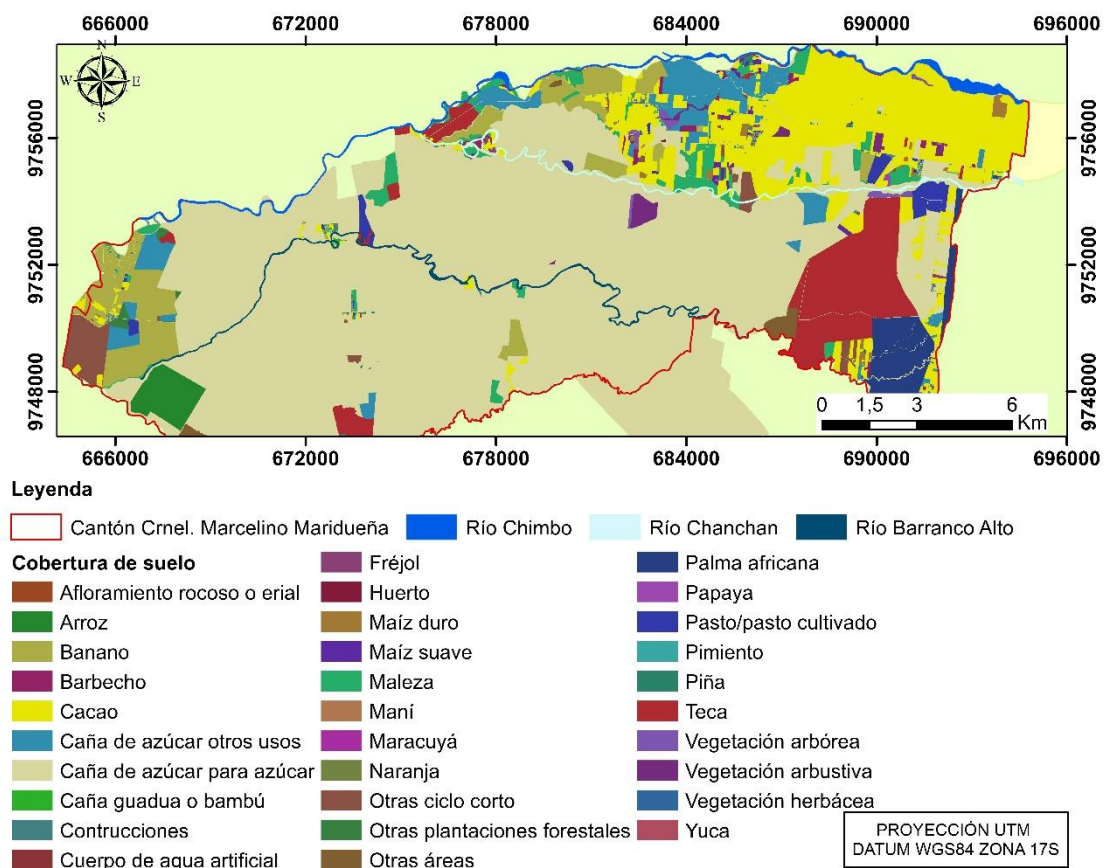 666000 672000 678000 684000 690000 696000
N
W E
S
9756000 9756000
9752000 9752000
9748000 9748000
0 1,5 3 6
Km
666000 672000 678000 684000 690000 696000
Leyenda
Cantón Crnel. Marcelino Maridueña Río Chimbo Río Chanchan Río Barranco Alto
Cobertura de suelo
Afloramiento rocoso o erial
Arroz
Banano
Barbecho
Cacao
Caña de azúcar otros usos
Caña de azúcar para azúcar
Caña guadua o bambú
Contrucciones
Cuerpo de agua artificial
Fréjol
Huerto
Maíz duro
Maíz suave
Maleza
Maní
Maracuyá
Naranja
Otras ciclo corto
Otras plantaciones forestales
Otras áreas
Palma africana
Papaya
Pasto/pasto cultivado
Pimiento
Piña
Teca
Vegetación arbórea
Vegetación arbustiva
Vegetación herbácea
Yuca
PROYECCIÓN UTM
DATUM WGS84 ZONA 17S